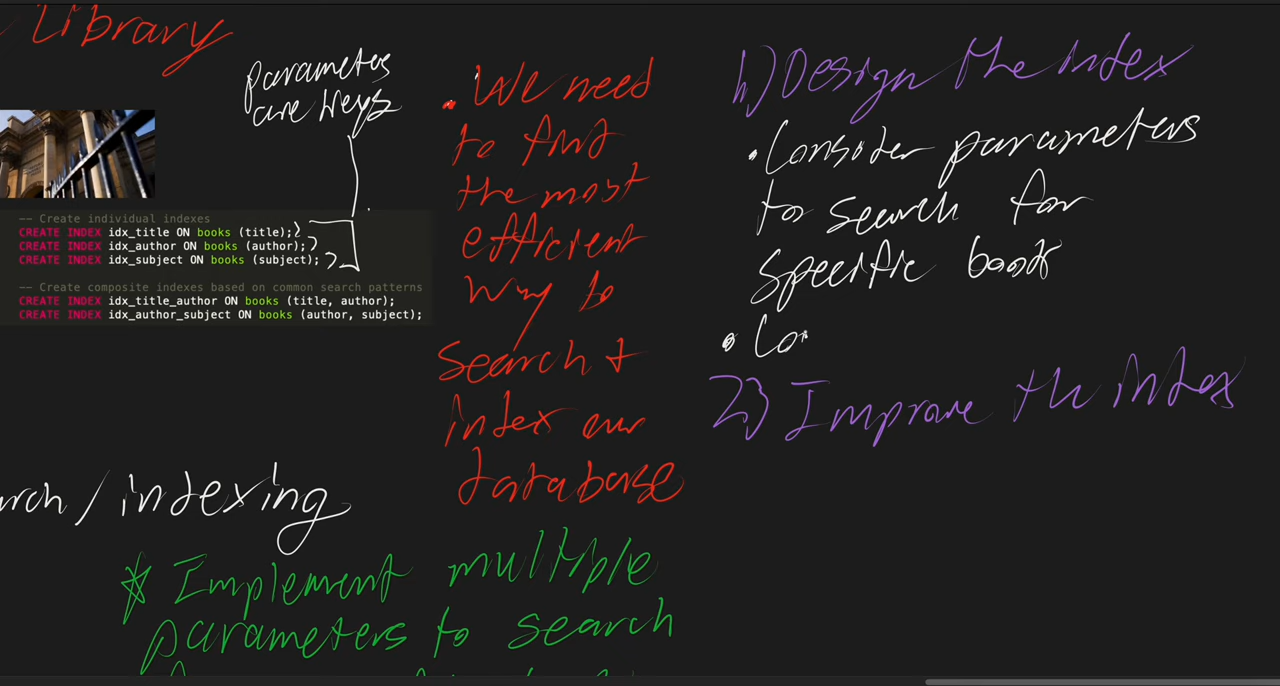 Library
parameters
are keys
-- Create individual indexes
CREATE INDEX idx_title ON books (title);
CREATE INDEX idx_author ON books (author);
CREATE INDEX idx_subject ON books (subject);
-- Create composite indexes based on common search patterns
CREATE INDEX idx_title_author ON books (title, author);
CREATE INDEX idx_author_subject ON books (author, subject);
arch/indexing
• We need
to find
the most
efficient
way to
search +
index our
database
* Implement multiple
parameters to search
1) Design the index
• Consider parameters
to search for
specific books
• Con
2) Improve the index